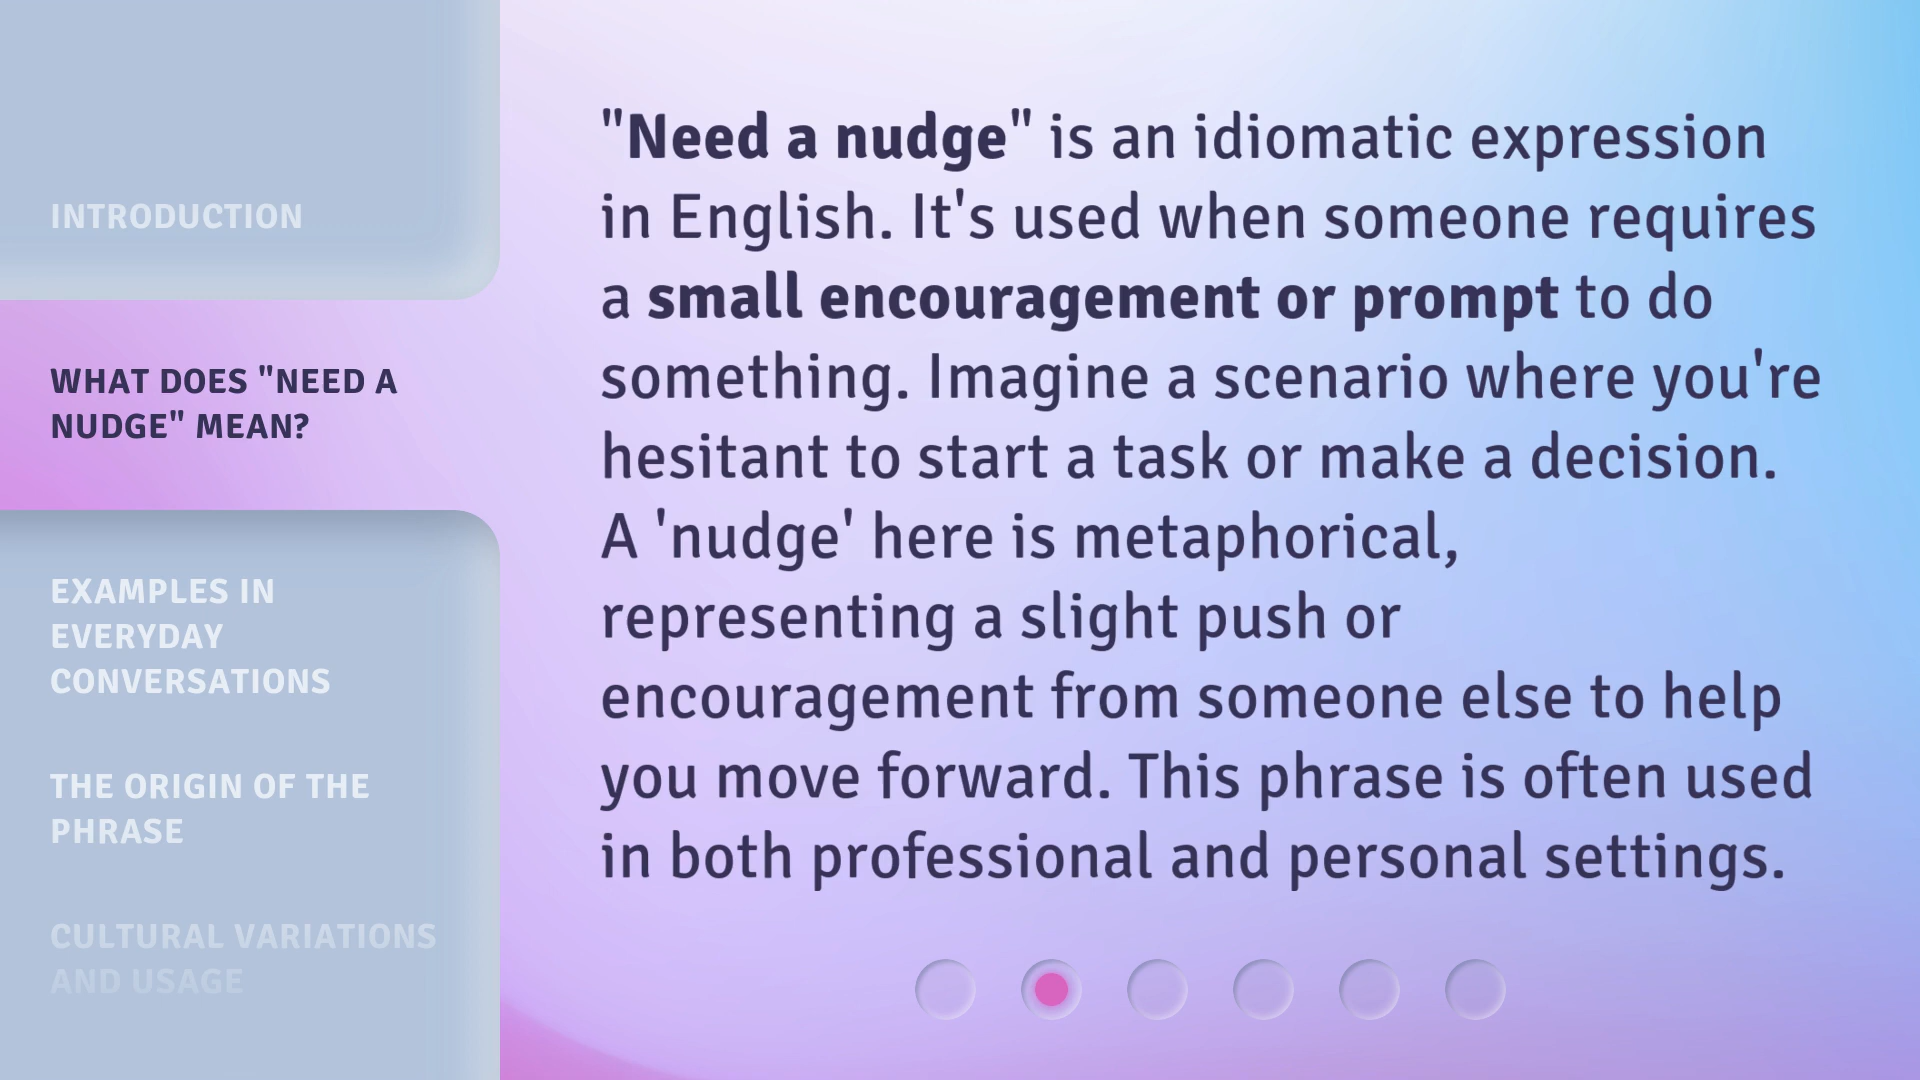 INTRODUCTION
WHAT DOES "NEED A
NUDGE" MEAN?
EXAMPLES IN
EVERYDAY
CONVERSATIONS
THE ORIGIN OF THE
PHRASE
CULTURAL VARIATIONS
AND USAGE
"Need a nudge" is an idiomatic expression
in English. It's used when someone requires
a small encouragement or prompt to do
something. Imagine a scenario where you're
hesitant to start a task or make a decision.
A 'nudge' here is metaphorical,
representing a slight push or
encouragement from someone else to help
you move forward. This phrase is often used
in both professional and personal settings.